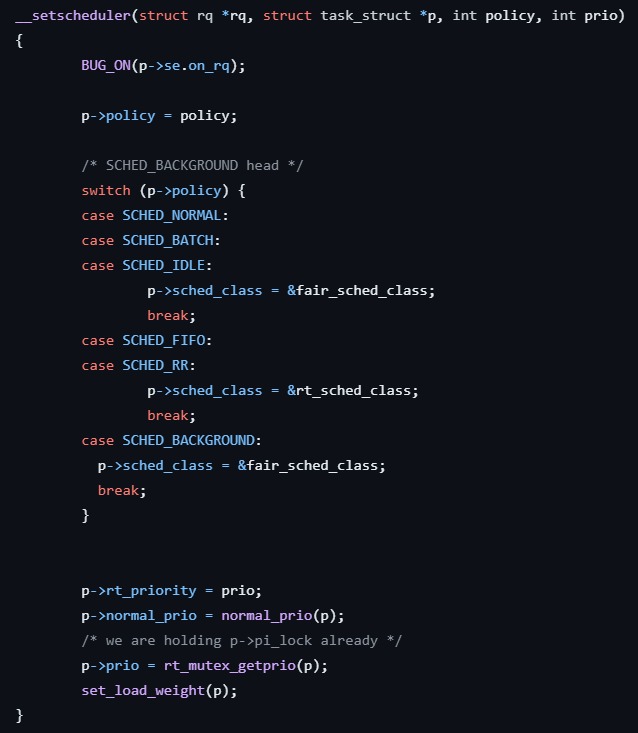 __setscheduler(struct rq *rq, struct task_struct *p, int policy, int prio)
{
        BUG_ON(p->se.on_rq);

        p->policy = policy;

        /* SCHED_BACKGROUND head */
        switch (p->policy) {
        case SCHED_NORMAL:
        case SCHED_BATCH:
        case SCHED_IDLE:
                p->sched_class = &fair_sched_class;
                break;
        case SCHED_FIFO:
        case SCHED_RR:
                p->sched_class = &rt_sched_class;
                break;
        case SCHED_BACKGROUND:
          p->sched_class = &fair_sched_class;
          break;
        }


        p->rt_priority = prio;
        p->normal_prio = normal_prio(p);
        /* we are holding p->pi_lock already */
        p->prio = rt_mutex_getprio(p);
        set_load_weight(p);
}